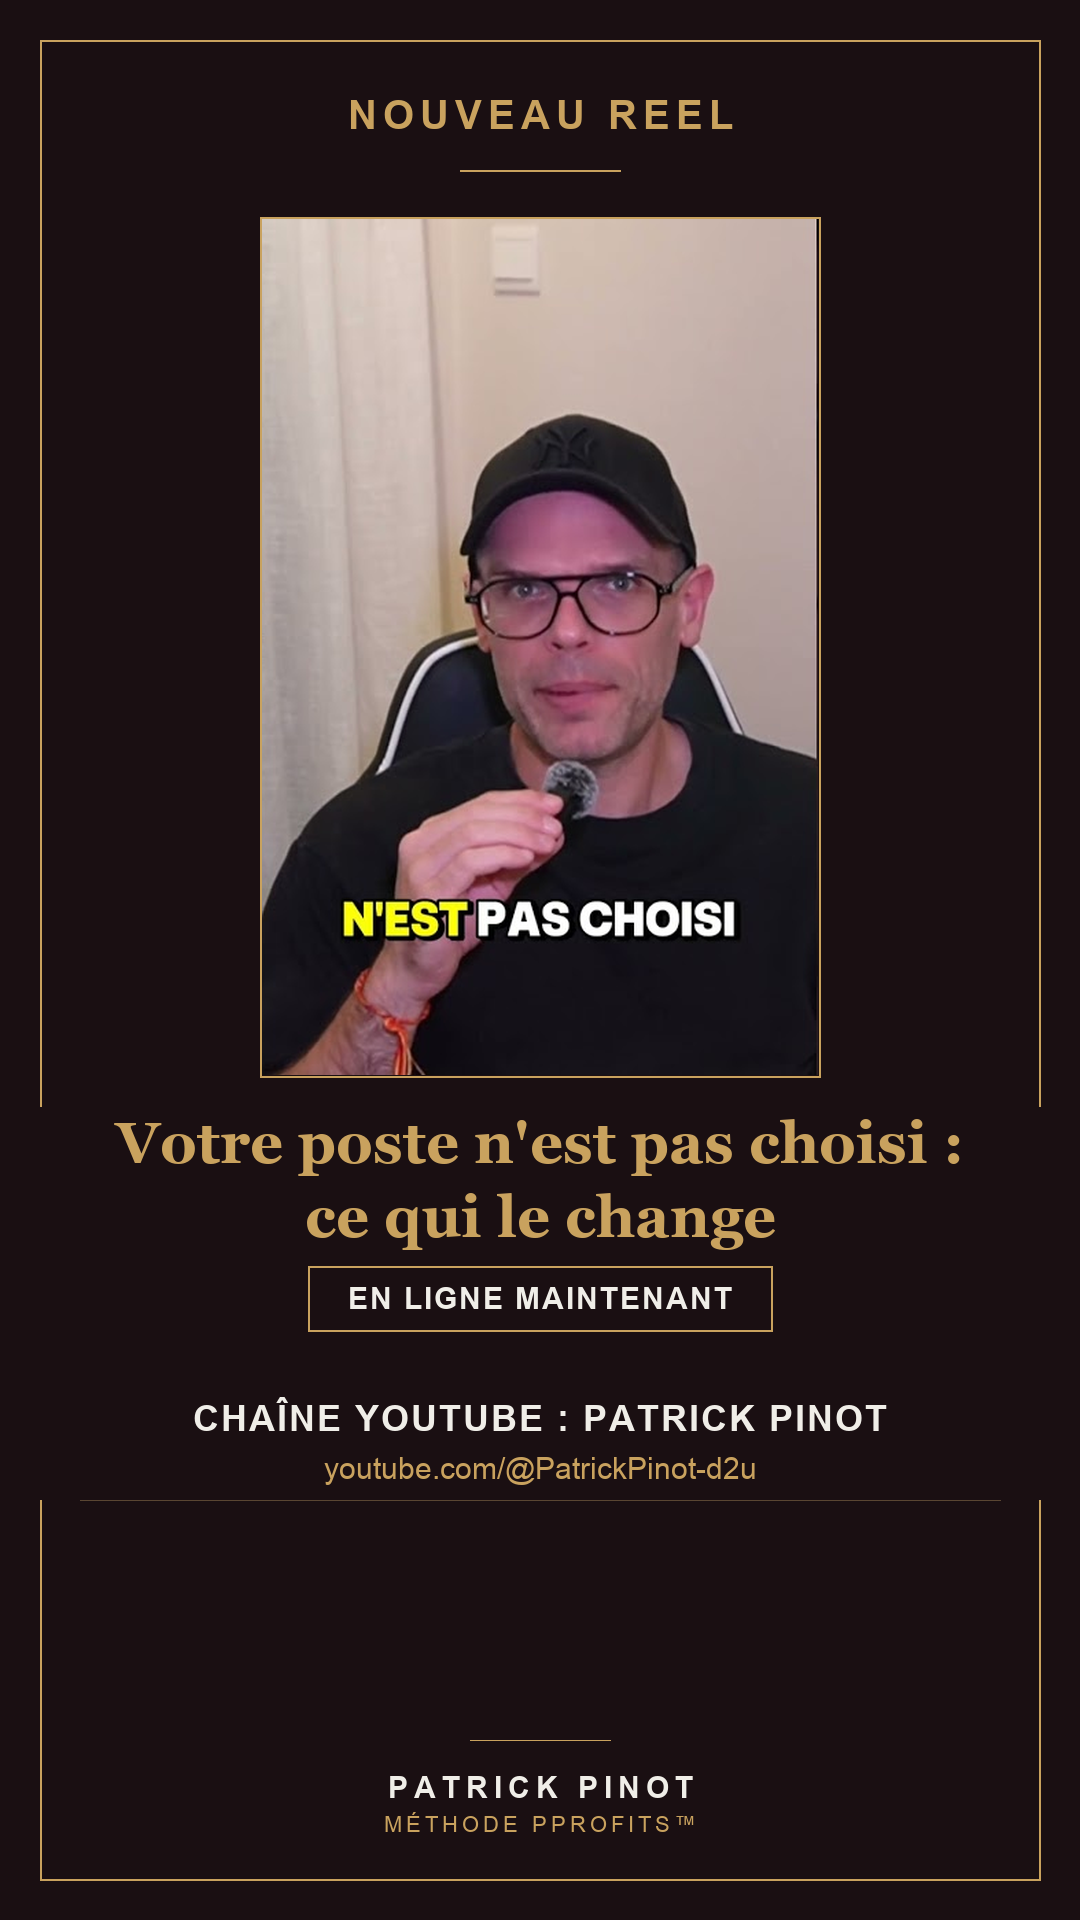 NOUVEAU REEL
NY
N'EST PAS CHOISI
Votre poste n'est pas choisi :
ce qui le change
EN LIGNE MAINTENANT
CHAÎNE YOUTUBE : PATRICK PINOT
youtube.com/@PatrickPinot-d2u
PATRICK PINOT
MÉTHODE PPROFITS™